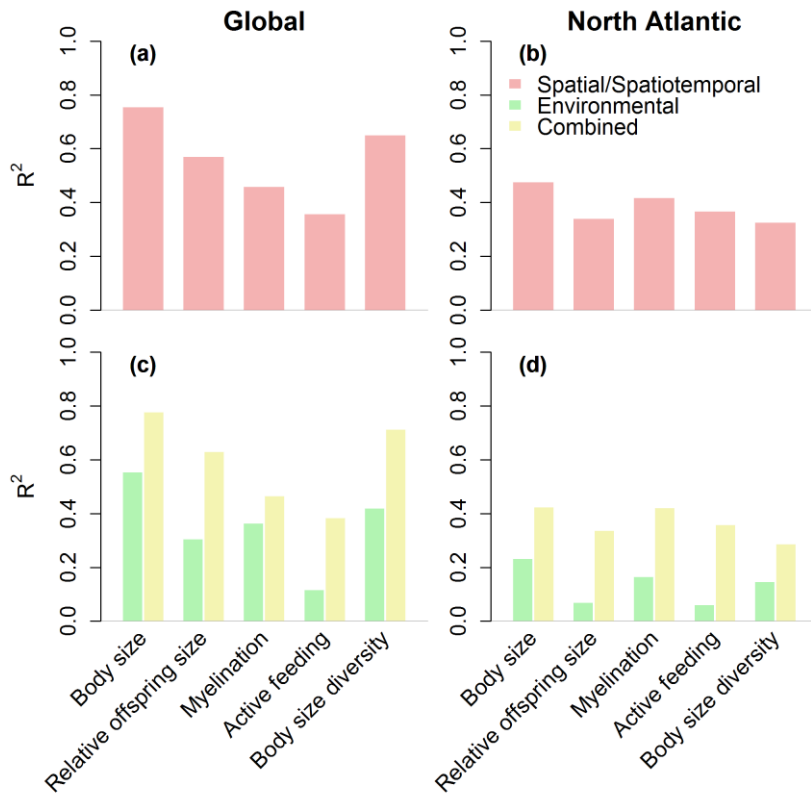 Global
North Atlantic
(a)
(b)
R²
1.0
0.8
0.6
0.4
0.2
0.0
1.0
0.8
0.6
0.4
0.2
0.0
Spatial/Spatiotemporal
Environmental
Combined
(c)
(d)
R²
1.0
0.8
0.6
0.4
0.2
0.0
1.0
0.8
0.6
0.4
0.2
0.0
Body size
Relative offspring size
Myelination
Active feeding
Body size diversity
Body size
Relative offspring size
Myelination
Active feeding
Body size diversity